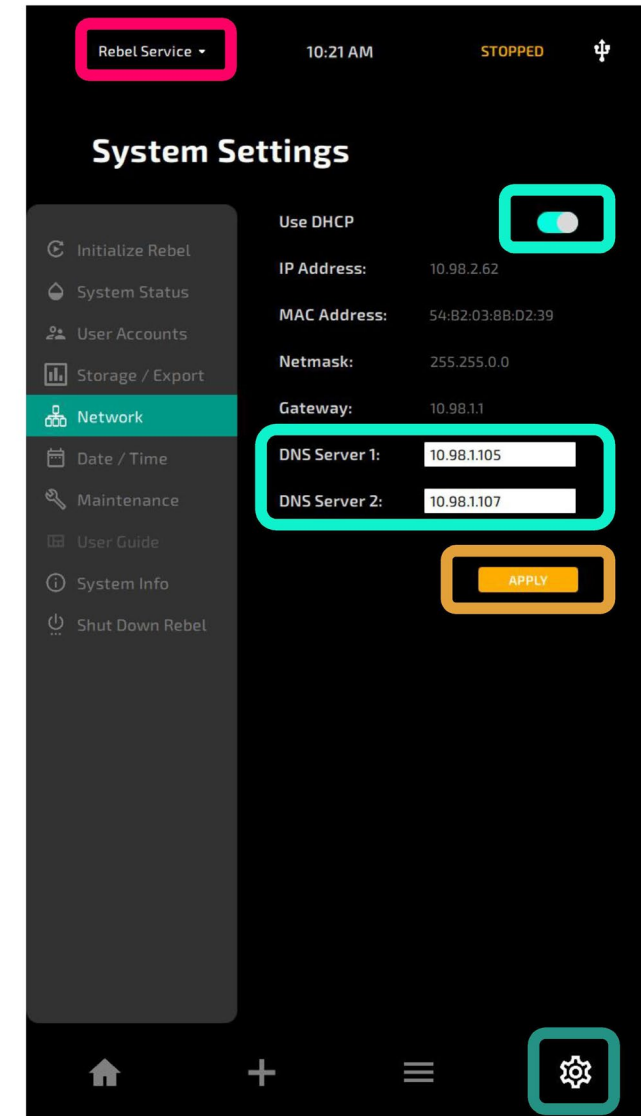 Rebel Service 10:21 AM STOPPED
System Settings
Initialize Rebel
System Status
User Accounts
Storage / Export
Network
Date / Time
Maintenance
User Guide
System Info
Shut Down Rebel
Use DHCP
IP Address: 10.98.2.62
MAC Address: 54:B2:03:8B:D2:39
Netmask: 255.255.0.0
Gateway: 10.98.1.1
DNS Server 1: 10.98.1.105
DNS Server 2: 10.98.1.107
APPLY